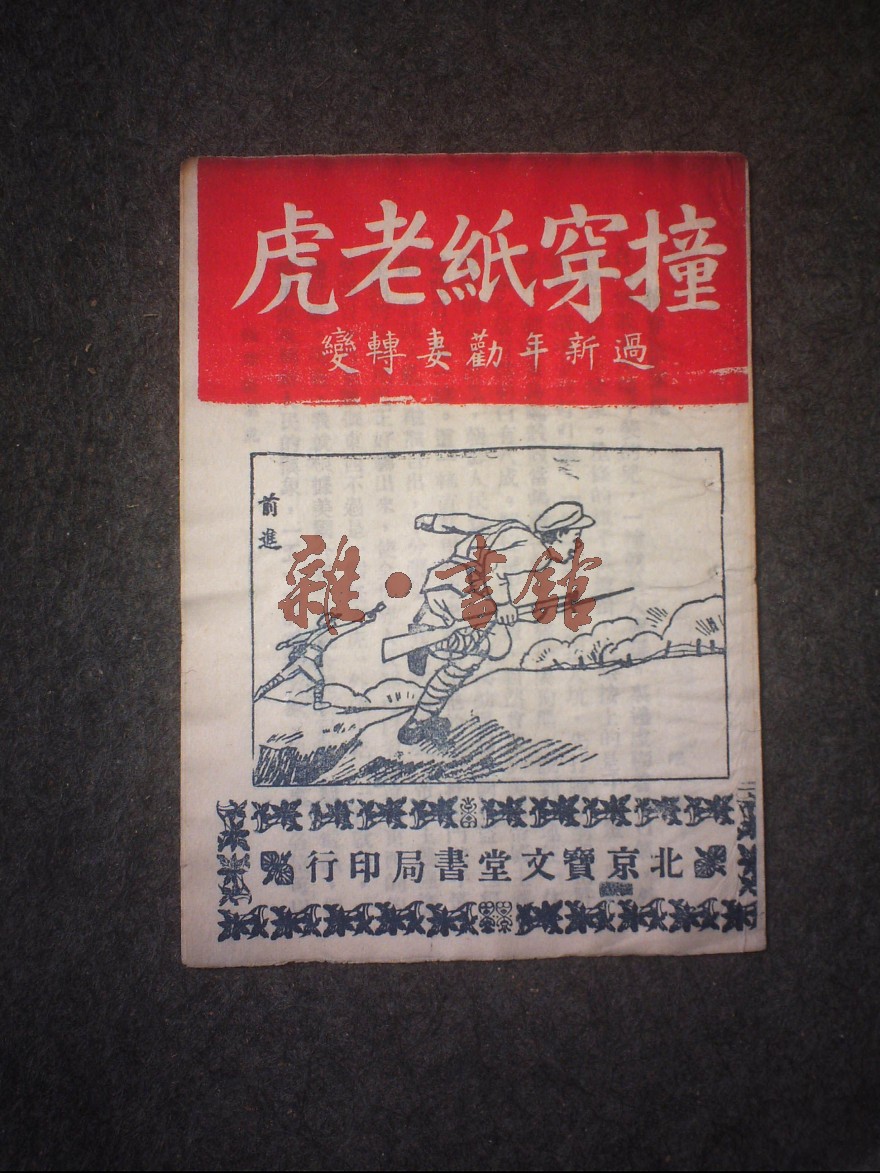 撞穿紙老虎
過新年勸妻轉變
前進
雜·書館
北京寶文堂書局印行